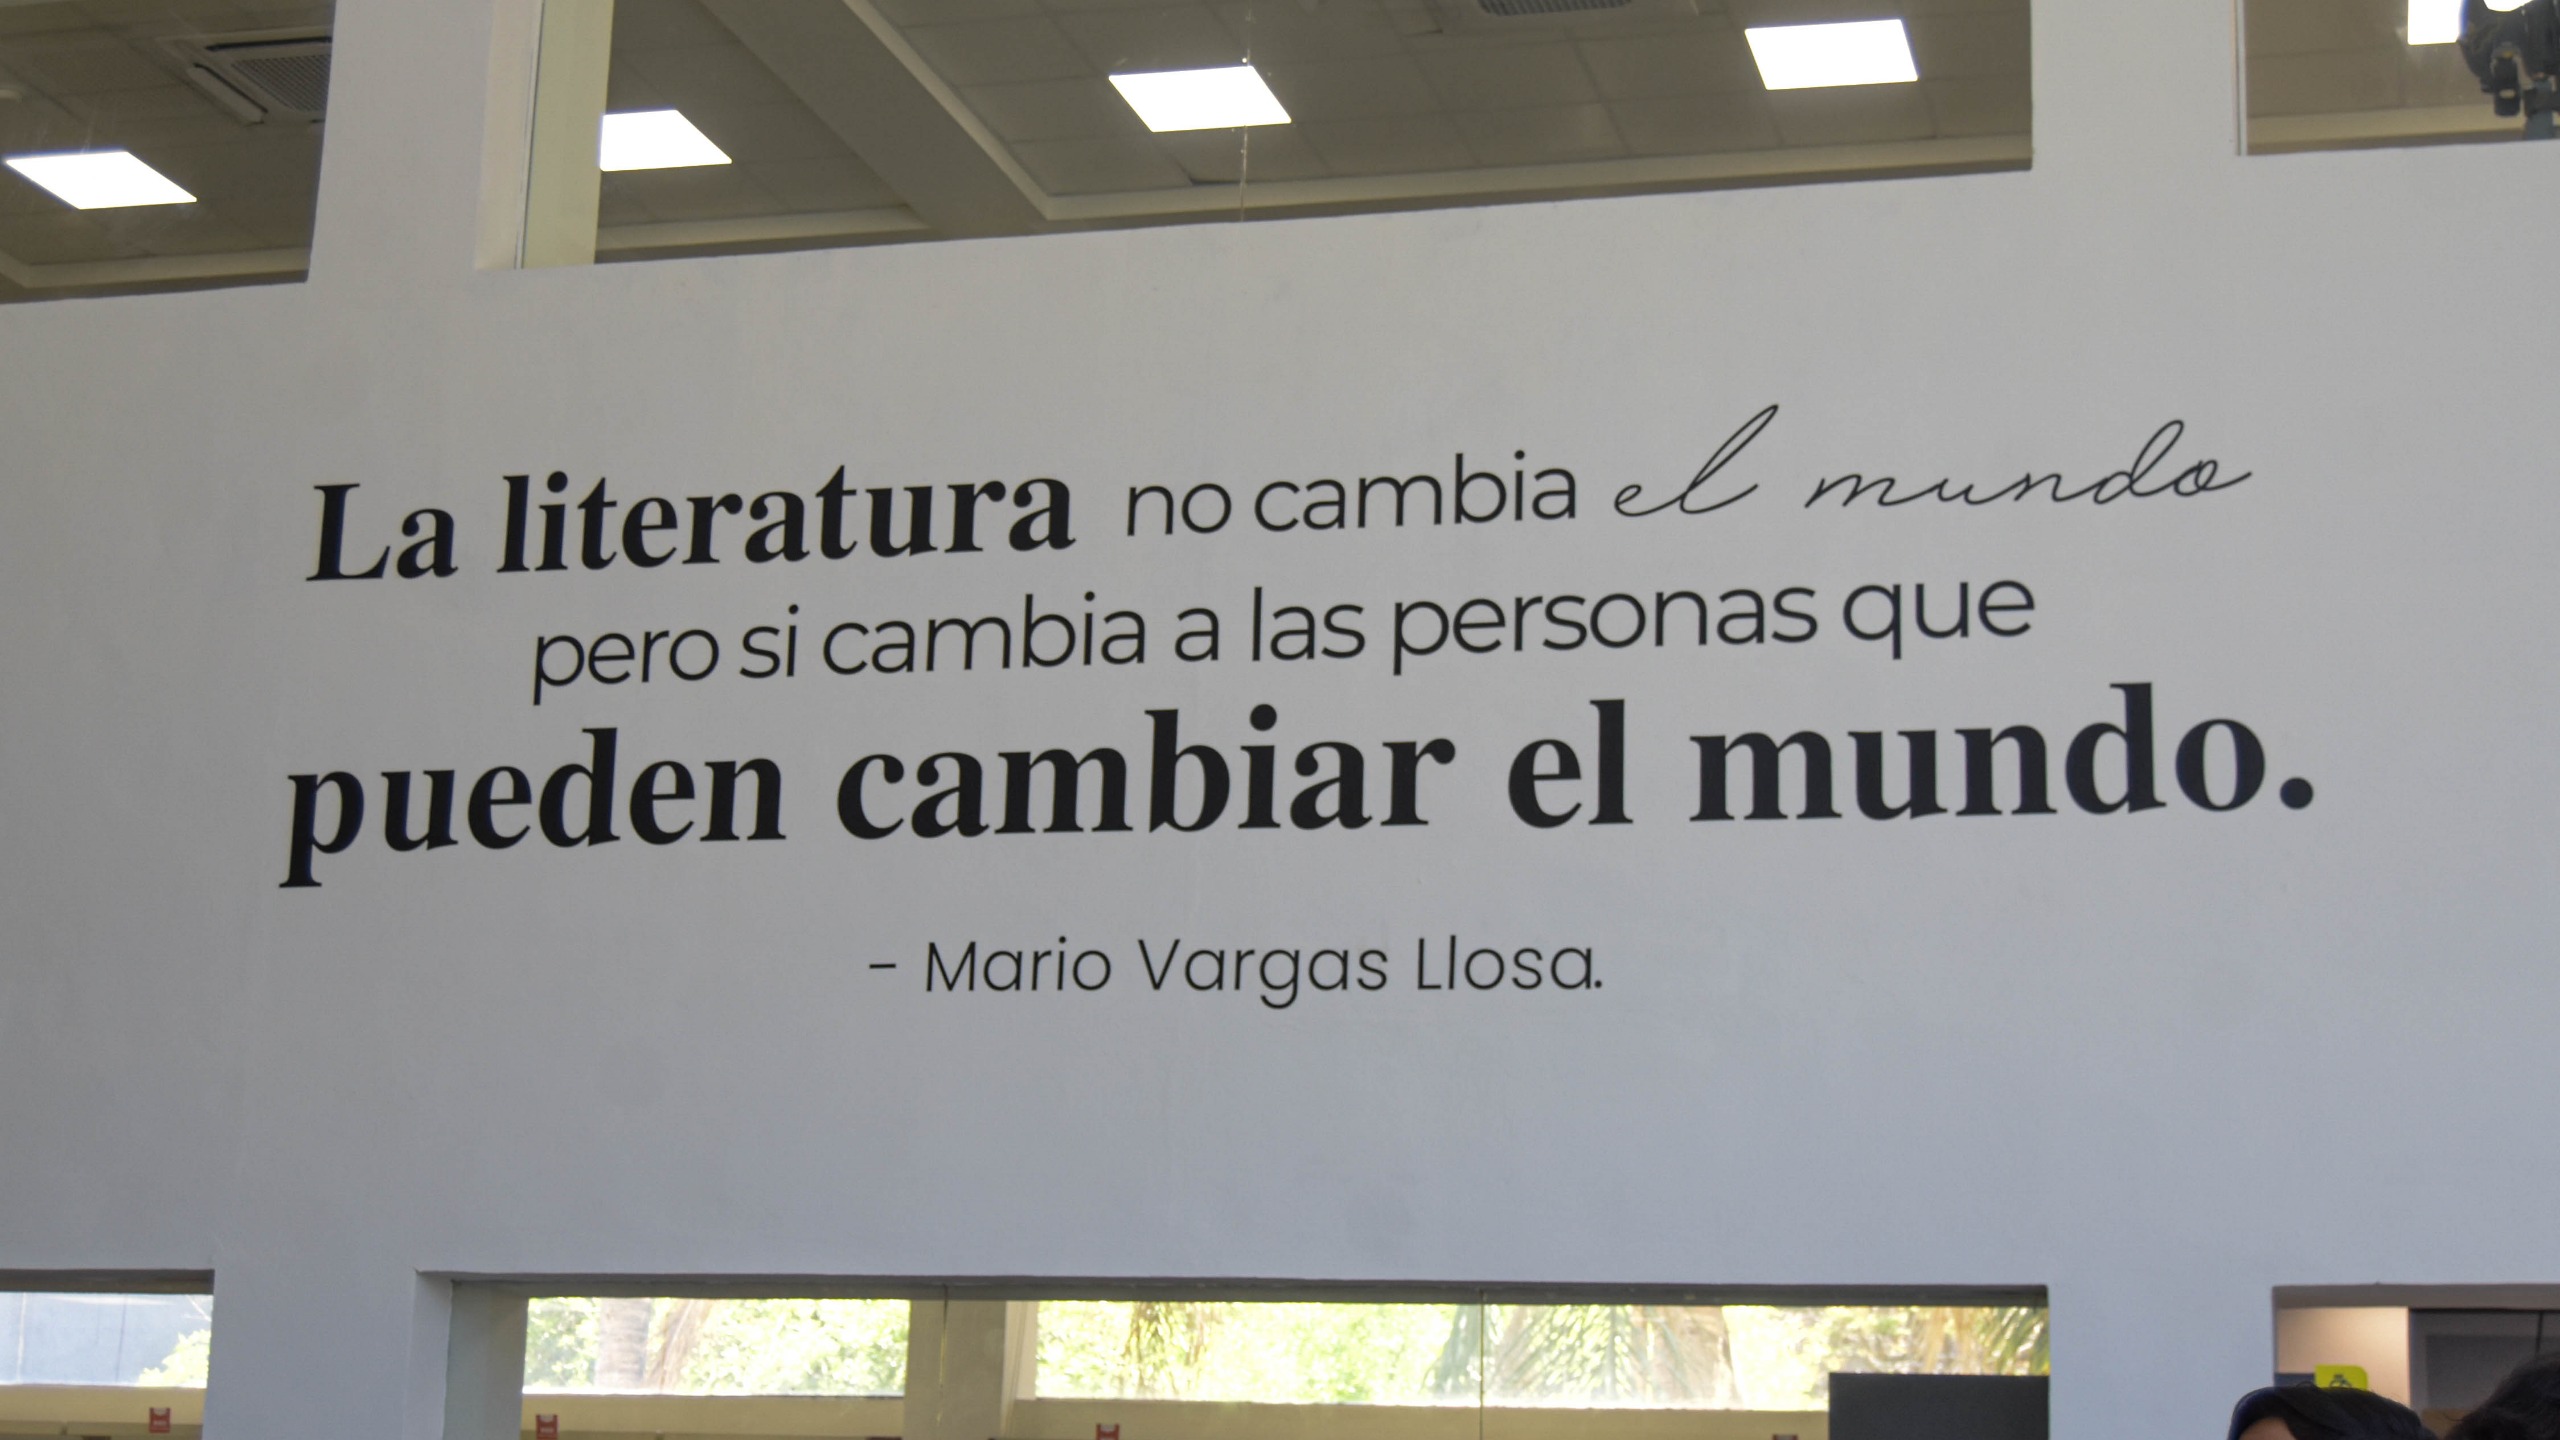 La literatura no cambia el mundo
pero si cambia a las personas que
pueden cambiar el mundo.
- Mario Vargas Llosa.